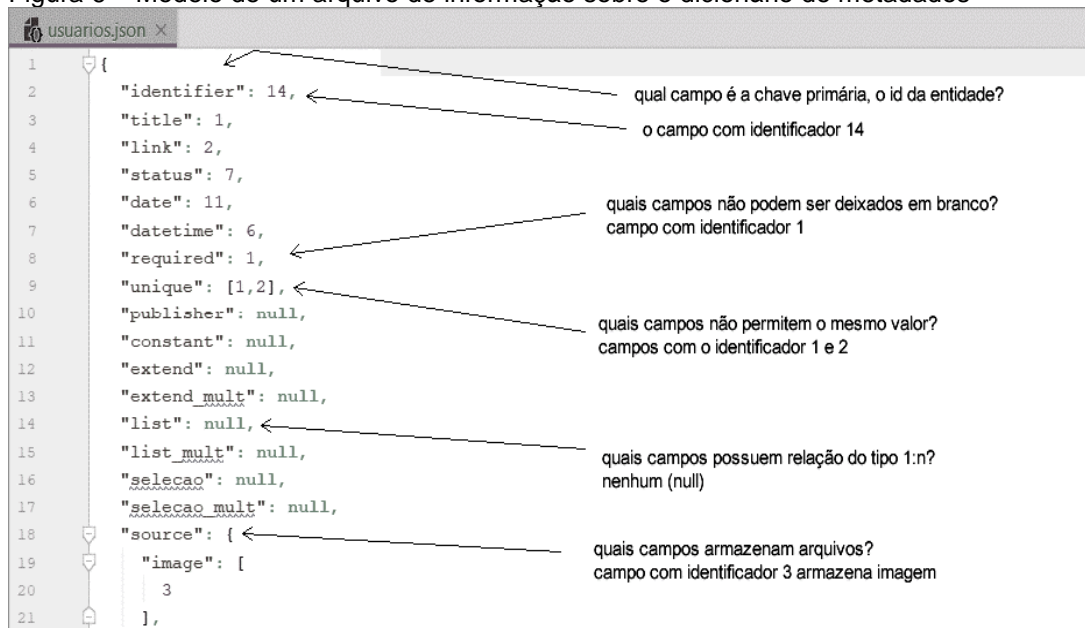 Figura 6 – Modelo de um arquivo de informação sobre o dicionário de metadados
usuarios.json ×
1 {
2 "identifier": 14,
3 "title": 1,
4 "link": 2,
5 "status": 7,
6 "date": 11,
7 "datetime": 6,
8 "required": 1,
9 "unique": [1,2],
10 "publisher": null,
11 "constant": null,
12 "extend": null,
13 "extend_mult": null,
14 "list": null,
15 "list_mult": null,
16 "selecao": null,
17 "selecao_mult": null,
18 "source": {
19 "image": [
20 3
21 ],
qual campo é a chave primária, o id da entidade?
o campo com identificador 14
quais campos não podem ser deixados em branco?
campo com identificador 1
quais campos não permitem o mesmo valor?
campos com o identificador 1 e 2
quais campos possuem relação do tipo 1:n?
nenhum (null)
quais campos armazenam arquivos?
campo com identificador 3 armazena imagem